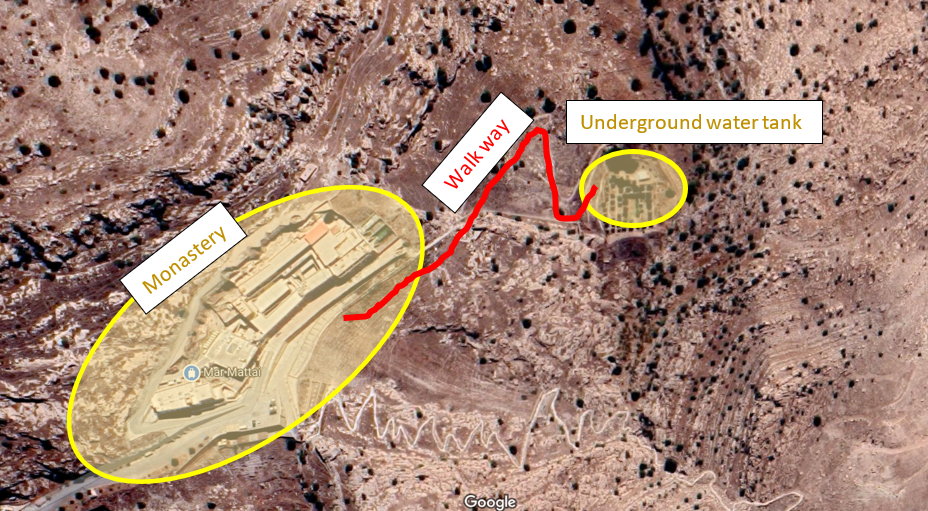 Underground water tank
Walk way
Monastery
Mar Mattai
Google